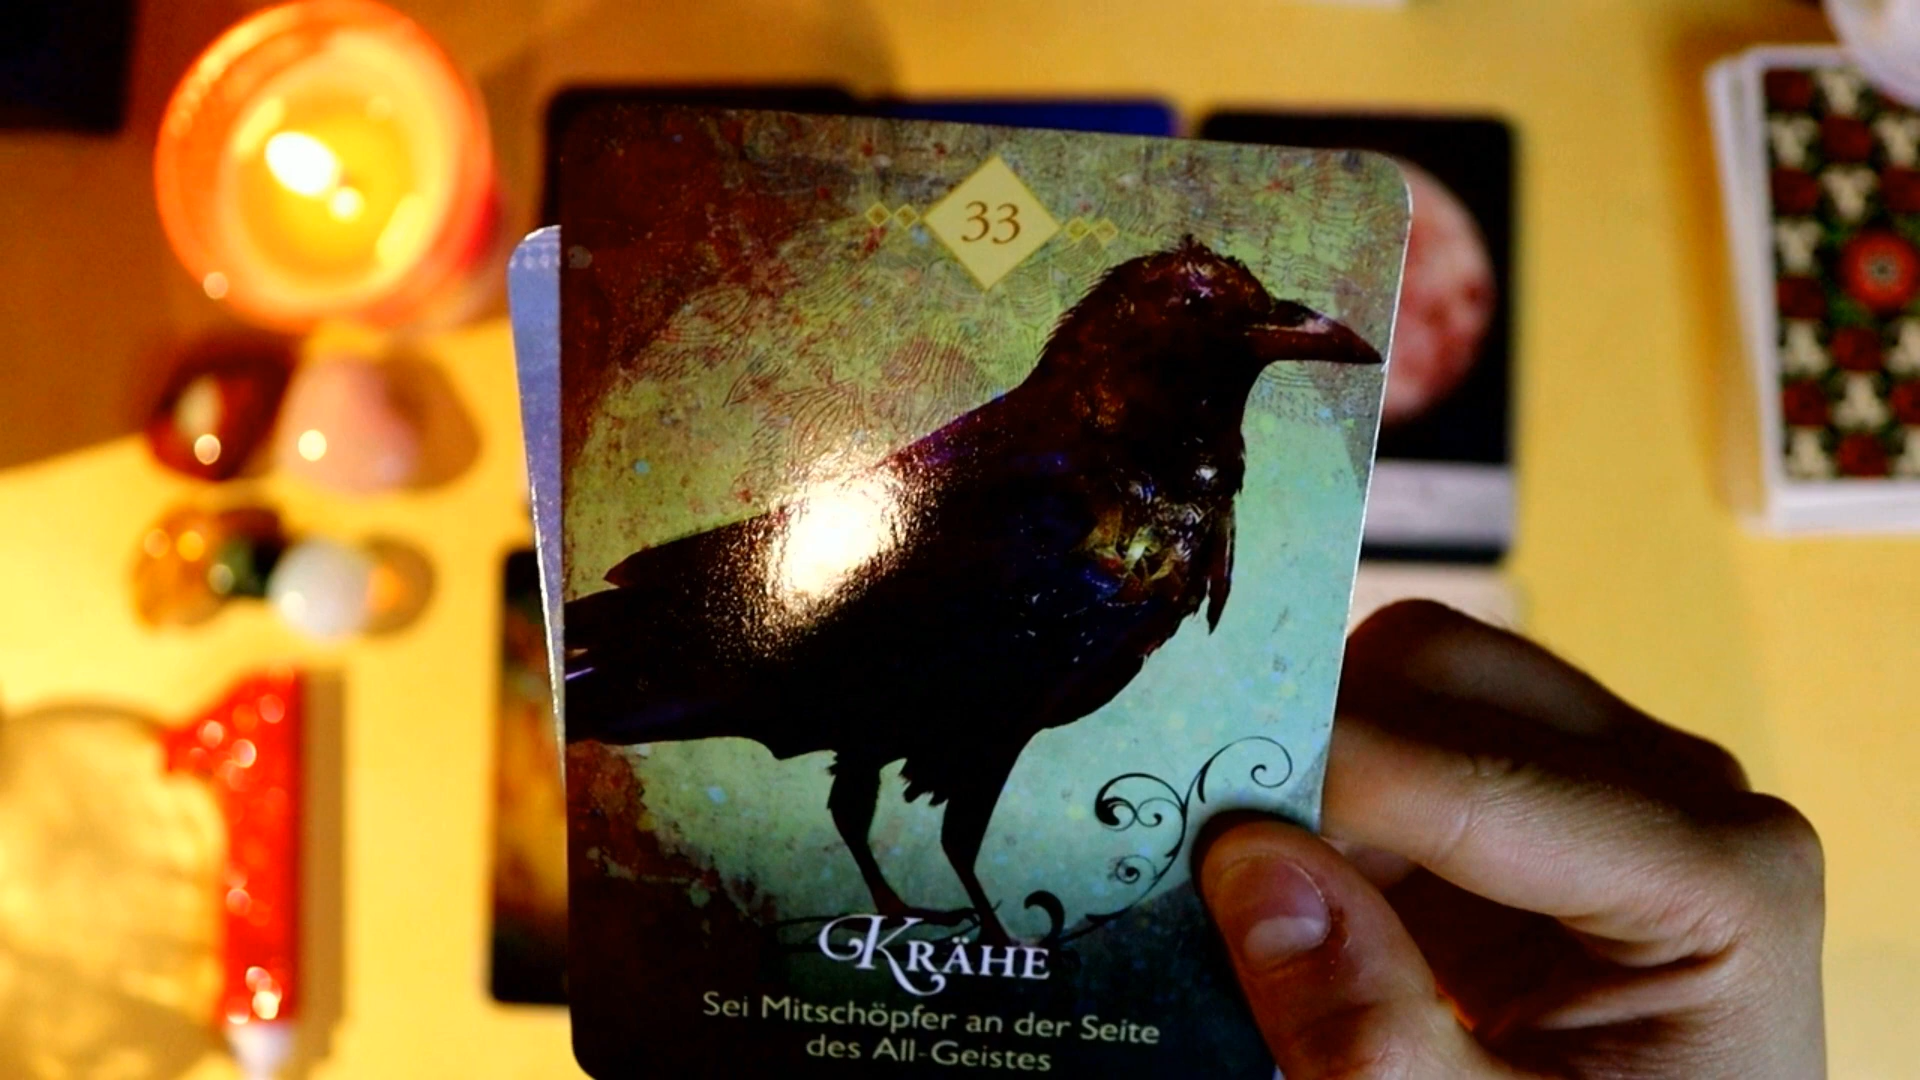 33
KRÄHE
Sei Mitschöpfer an der Seite
des All-Geistes